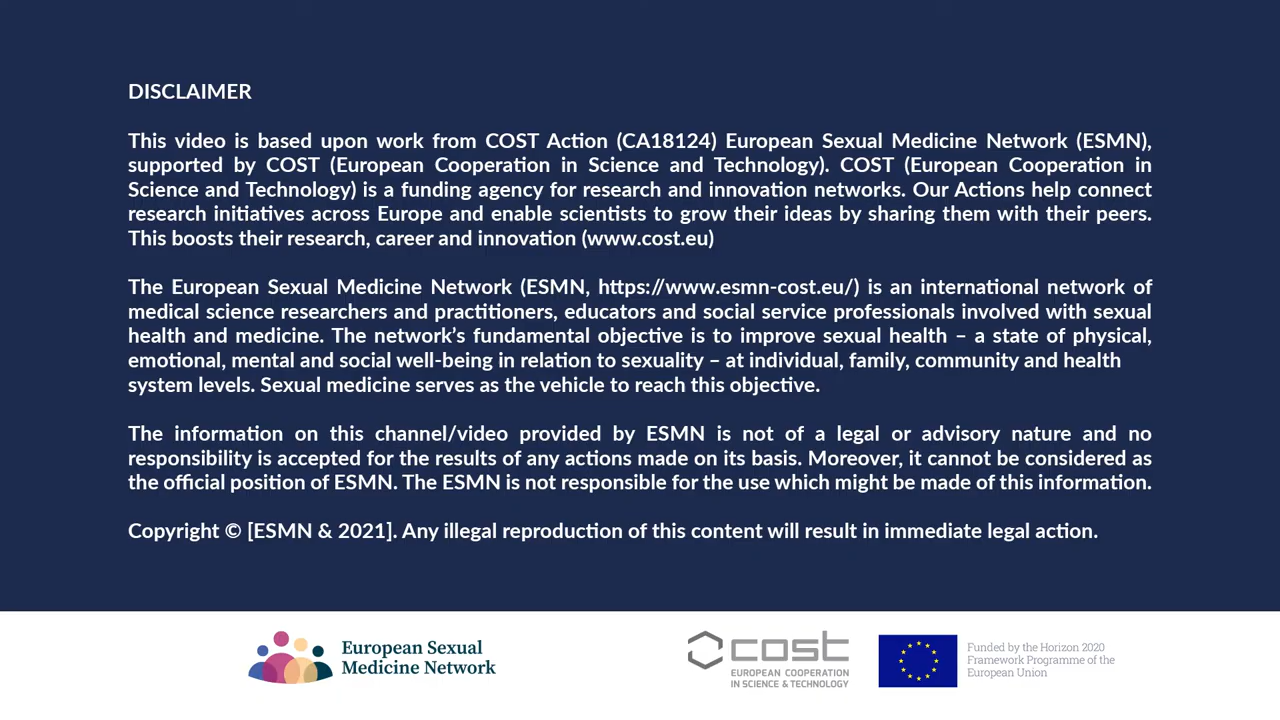 DISCLAIMER
This video is based upon work from COST Action (CA18124) European Sexual Medicine Network (ESMN),
supported by COST (European Cooperation in Science and Technology). COST (European Cooperation in
Science and Technology) is a funding agency for research and innovation networks. Our Actions help connect
research initiatives across Europe and enable scientists to grow their ideas by sharing them with their peers.
This boosts their research, career and innovation (www.cost.eu)
The European Sexual Medicine Network (ESMN, https://www.esmn-cost.eu/) is an international network of
medical science researchers and practitioners, educators and social service professionals involved with sexual
health and medicine. The network’s fundamental objective is to improve sexual health – a state of physical,
emotional, mental and social well-being in relation to sexuality – at individual, family, community and health
system levels. Sexual medicine serves as the vehicle to reach this objective.
The information on this channel/video provided by ESMN is not of a legal or advisory nature and no
responsibility is accepted for the results of any actions made on its basis. Moreover, it cannot be considered as
the official position of ESMN. The ESMN is not responsible for the use which might be made of this information.
Copyright © [ESMN & 2021]. Any illegal reproduction of this content will result in immediate legal action.
European Sexual
Medicine Network
cost
EUROPEAN COOPERATION
IN SCIENCE & TECHNOLOGY
Funded by the Horizon 2020
Framework Programme of the
European Union